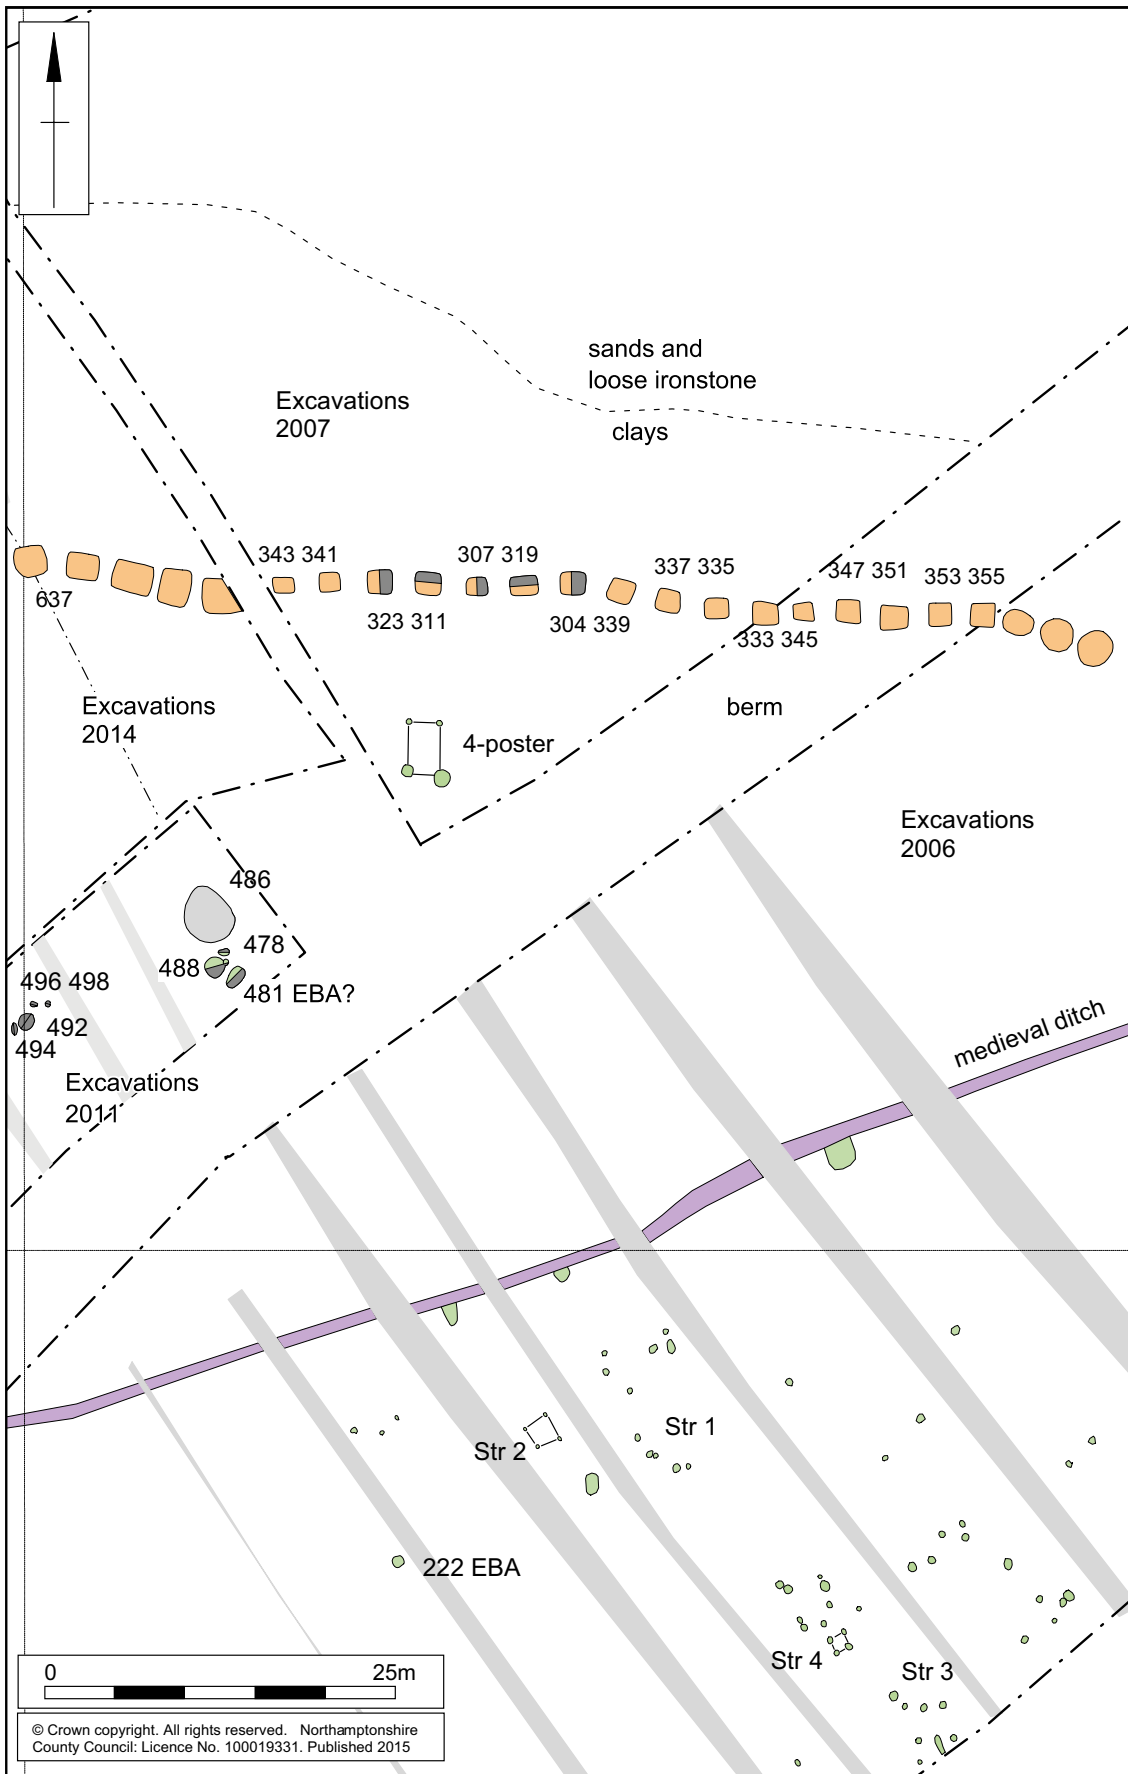 sands and
loose ironstone
Excavations
2007
clays
343 341
307 319
337 335
347 351
353 355
637
323 311
304 339
333 345
Excavations
2014
berm
4-poster
Excavations
2006
486
478
488
496 498
481 EBA?
492
494
medieval ditch
Excavations
2011
Str 1
Str 2
222 EBA
Str 4
Str 3
0 25m
© Crown copyright. All rights reserved. Northamptonshire
County Council: Licence No. 100019331. Published 2015